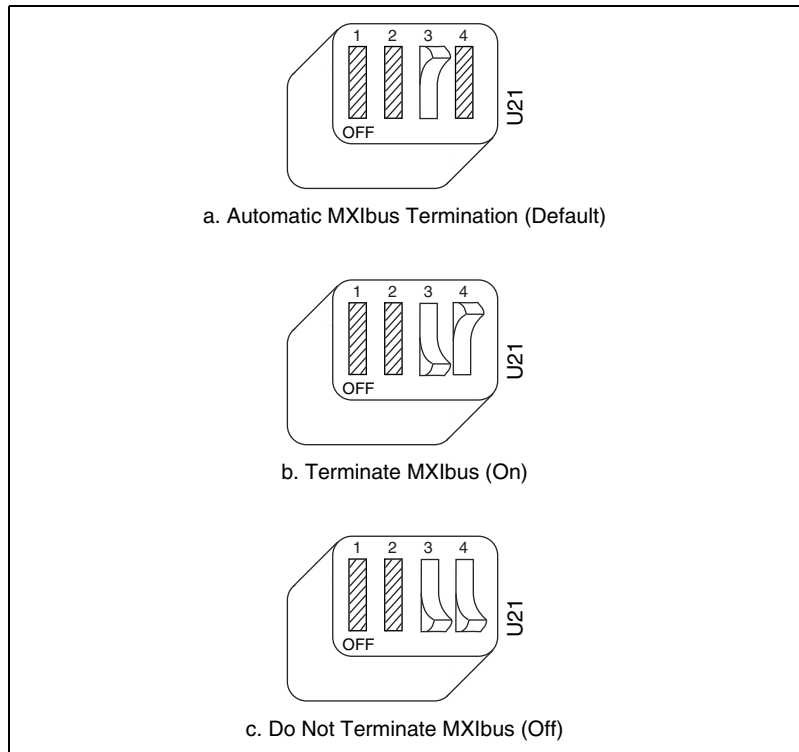 1 2 3 4
OFF
U21
a. Automatic MXIbus Termination (Default)
1 2 3 4
OFF
U21
b. Terminate MXIbus (On)
1 2 3 4
OFF
U21
c. Do Not Terminate MXIbus (Off)